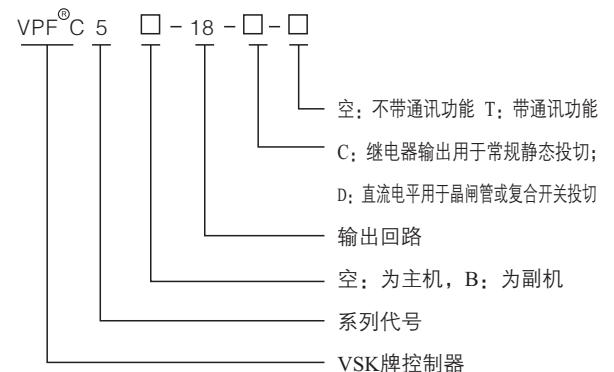 VPF®C 5 □-18-□-□
空：不带通讯功能 T：带通讯功能
C：继电器输出用于常规静态投切；
D：直流电平用于晶闸管或复合开关投切
输出回路
空：为主机，B：为副机
系列代号
VSK牌控制器